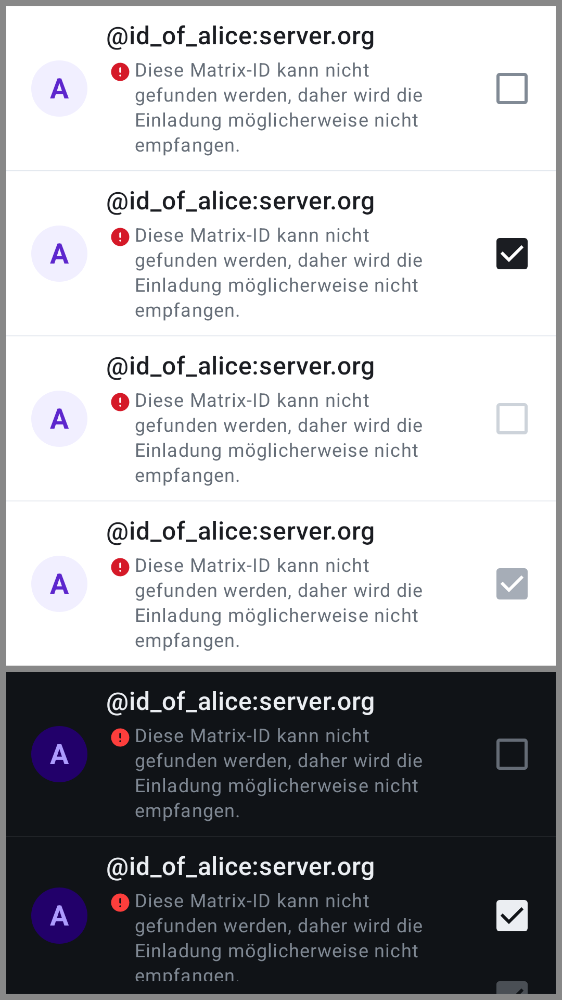 @id_of_alice:server.org
A
Diese Matrix-ID kann nicht
gefunden werden, daher wird die
Einladung möglicherweise nicht
empfangen.
@id_of_alice:server.org
A
Diese Matrix-ID kann nicht
gefunden werden, daher wird die
Einladung möglicherweise nicht
empfangen.
@id_of_alice:server.org
A
Diese Matrix-ID kann nicht
gefunden werden, daher wird die
Einladung möglicherweise nicht
empfangen.
@id_of_alice:server.org
A
Diese Matrix-ID kann nicht
gefunden werden, daher wird die
Einladung möglicherweise nicht
empfangen.
@id_of_alice:server.org
A
Diese Matrix-ID kann nicht
gefunden werden, daher wird die
Einladung möglicherweise nicht
empfangen.
@id_of_alice:server.org
A
Diese Matrix-ID kann nicht
gefunden werden, daher wird die
Einladung möglicherweise nicht
empfangen.